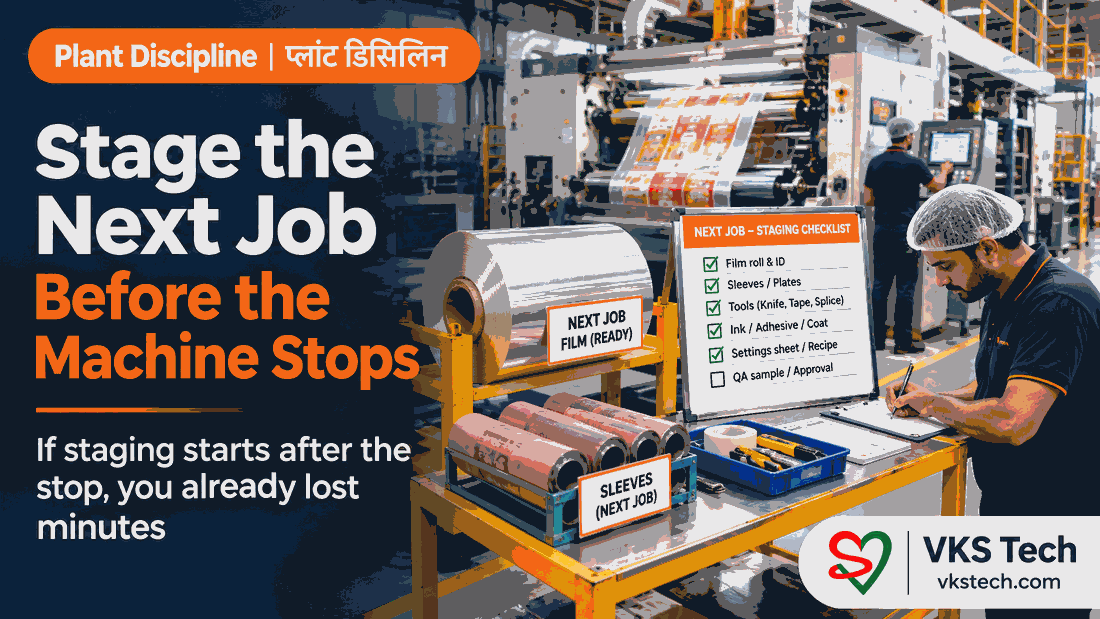 Plant Discipline | प्लांट डिसिलिन
Stage the
Next Job
Before the
Machine Stops
If staging starts after the
stop, you already lost
minutes
NEXT JOB
FILM (READY)
SLEEVES
(NEXT JOB)
NEXT JOB – STAGING CHECKLIST
Film roll & ID
Sleeves / Plates
Tools (Knife, Tape, Splice)
Ink / Adhesive / Coat
Settings sheet / Recipe
QA sample / Approval
VKS Tech
vkstech.com